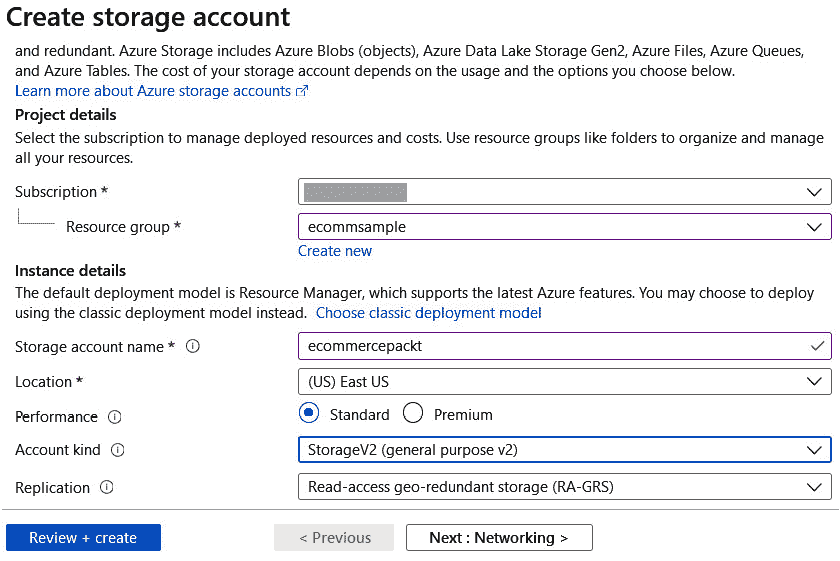 Create storage account
and redundant. Azure Storage includes Azure Blobs (objects), Azure Data Lake Storage Gen2, Azure Files, Azure Queues,
and Azure Tables. The cost of your storage account depends on the usage and the options you choose below.
Learn more about Azure storage accounts
Project details
Select the subscription to manage deployed resources and costs. Use resource groups like folders to organize and manage
all your resources.
Subscription *
Resource group * ecommsample
Create new
Instance details
The default deployment model is Resource Manager, which supports the latest Azure features. You may choose to deploy
using the classic deployment model instead. Choose classic deployment model
Storage account name * ecommercepackt
Location * (US) East US
Performance Standard Premium
Account kind StorageV2 (general purpose v2)
Replication Read-access geo-redundant storage (RA-GRS)
Review + create < Previous Next : Networking >